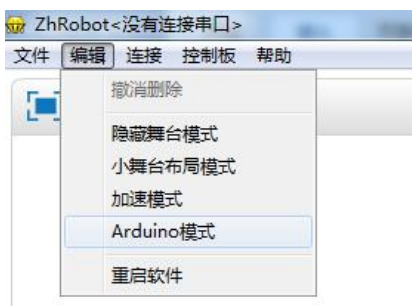 ZhRobot<没有连接串口>
文件 编辑 连接 控制板 帮助
撤消删除
隐藏舞台模式
小舞台布局模式
加速模式
Arduino模式
重启软件